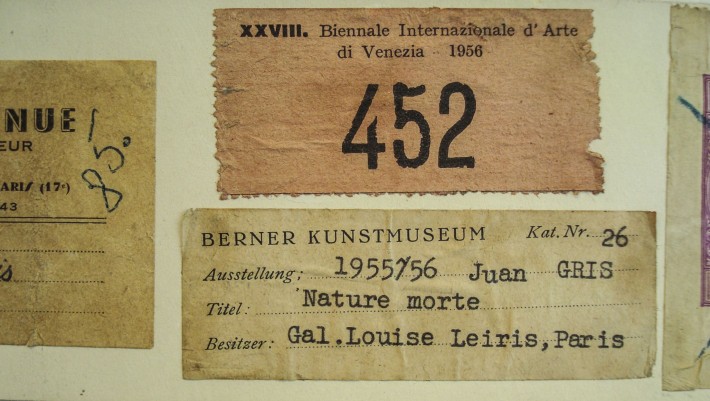 XXVIII. Biennale Internazionale d'Arte
di Venezia - 1956
452
BERNER KUNSTMUSEUM Kat. Nr. 26
Ausstellung: 1955/56 Juan GRIS
Titel: Nature morte
Besitzer: Gal. Louise Leiris, Paris
NUE
EUR
ARIS (17e)
43
is
85.